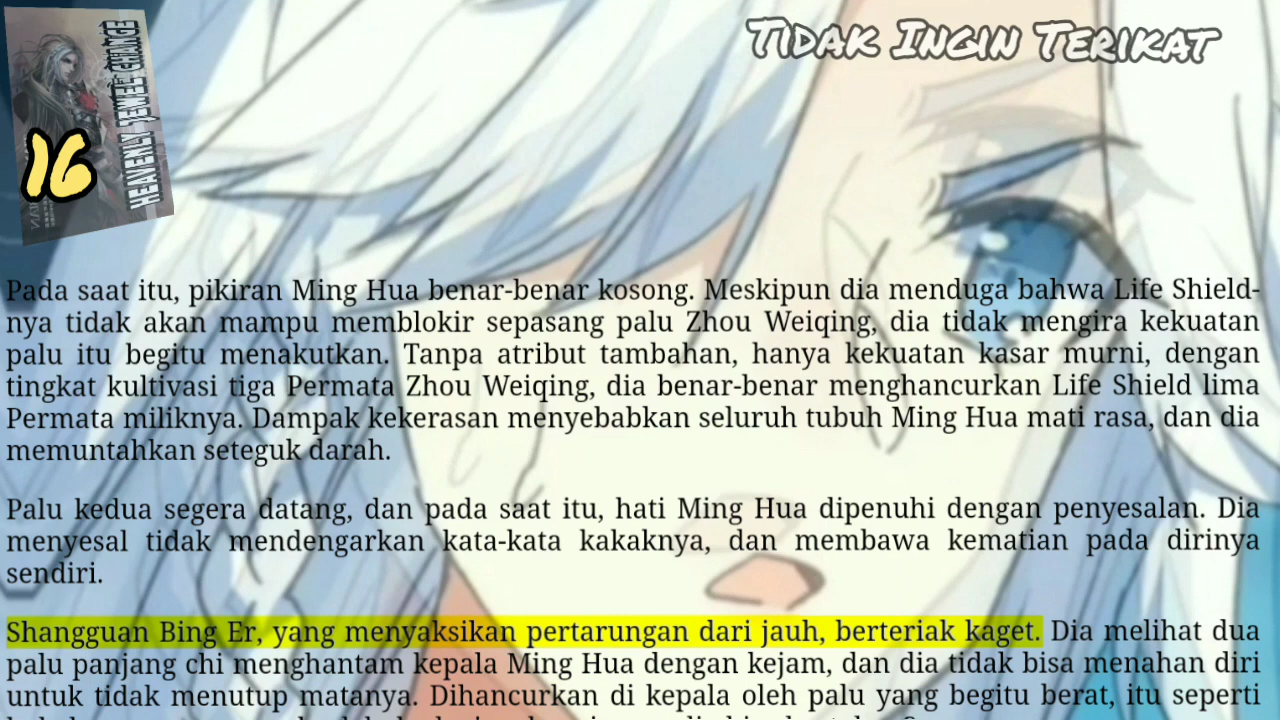 Tidak Ingin Terikat
HEAVENLY JEWEL CHANGE
16
Pada saat itu, pikiran Ming Hua benar-benar kosong. Meskipun dia menduga bahwa Life Shield-
nya tidak akan mampu memblokir sepasang palu Zhou Weiqing, dia tidak mengira kekuatan
palu itu begitu menakutkan. Tanpa atribut tambahan, hanya kekuatan kasar murni, dengan
tingkat kultivasi tiga Permata Zhou Weiqing, dia benar-benar menghancurkan Life Shield lima
Permata miliknya. Dampak kekerasan menyebabkan seluruh tubuh Ming Hua mati rasa, dan dia
memuntahkan seteguk darah.
Palu kedua segera datang, dan pada saat itu, hati Ming Hua dipenuhi dengan penyesalan. Dia
menyesal tidak mendengarkan kata-kata kakaknya, dan membawa kematian pada dirinya
sendiri.
Shangguan Bing Er, yang menyaksikan pertarungan dari jauh, berteriak kaget. Dia melihat dua
palu panjang chi menghantam kepala Ming Hua dengan kejam, dan dia tidak bisa menahan diri
untuk tidak menutup matanya. Dihancurkan di kepala oleh palu yang begitu berat, itu seperti